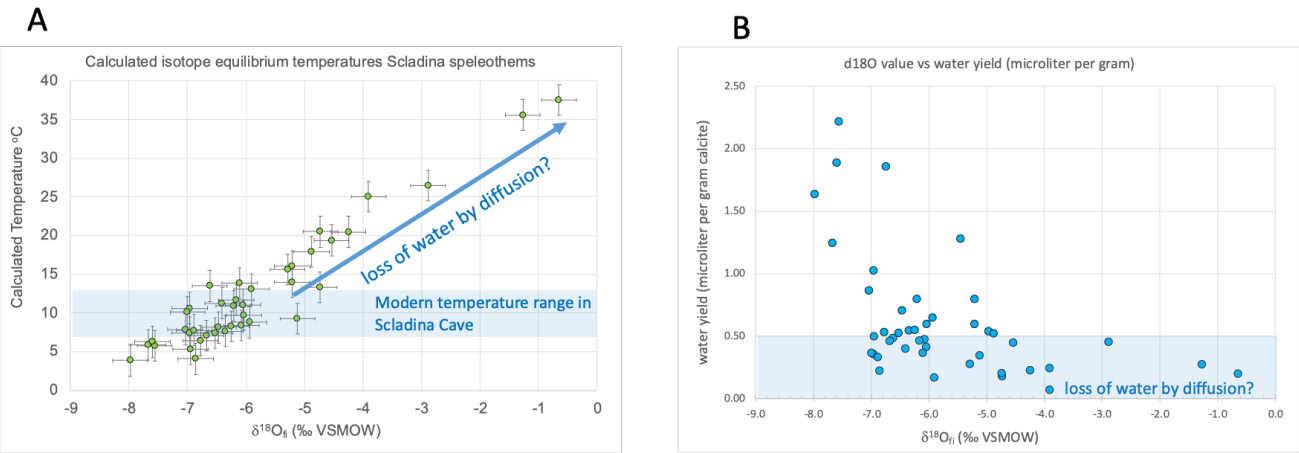 A
Calculated isotope equilibrium temperatures Scladina speleothems
Calculated Temperature ºC
40
35
30
25
20
15
10
5
0
loss of water by diffusion?
Modern temperature range in
Scladina Cave
-9 -8 -7 -6 -5 -4 -3 -2 -1 0
δ¹⁸Ofi (‰ VSMOW)
B
d18O value vs water yield (microliter per gram)
water yield (microliter per gram calcite)
2.50
2.00
1.50
1.00
0.50
0.00
loss of water by diffusion?
-9.0 -8.0 -7.0 -6.0 -5.0 -4.0 -3.0 -2.0 -1.0 0.0
δ¹⁸Ofi (‰ VSMOW)